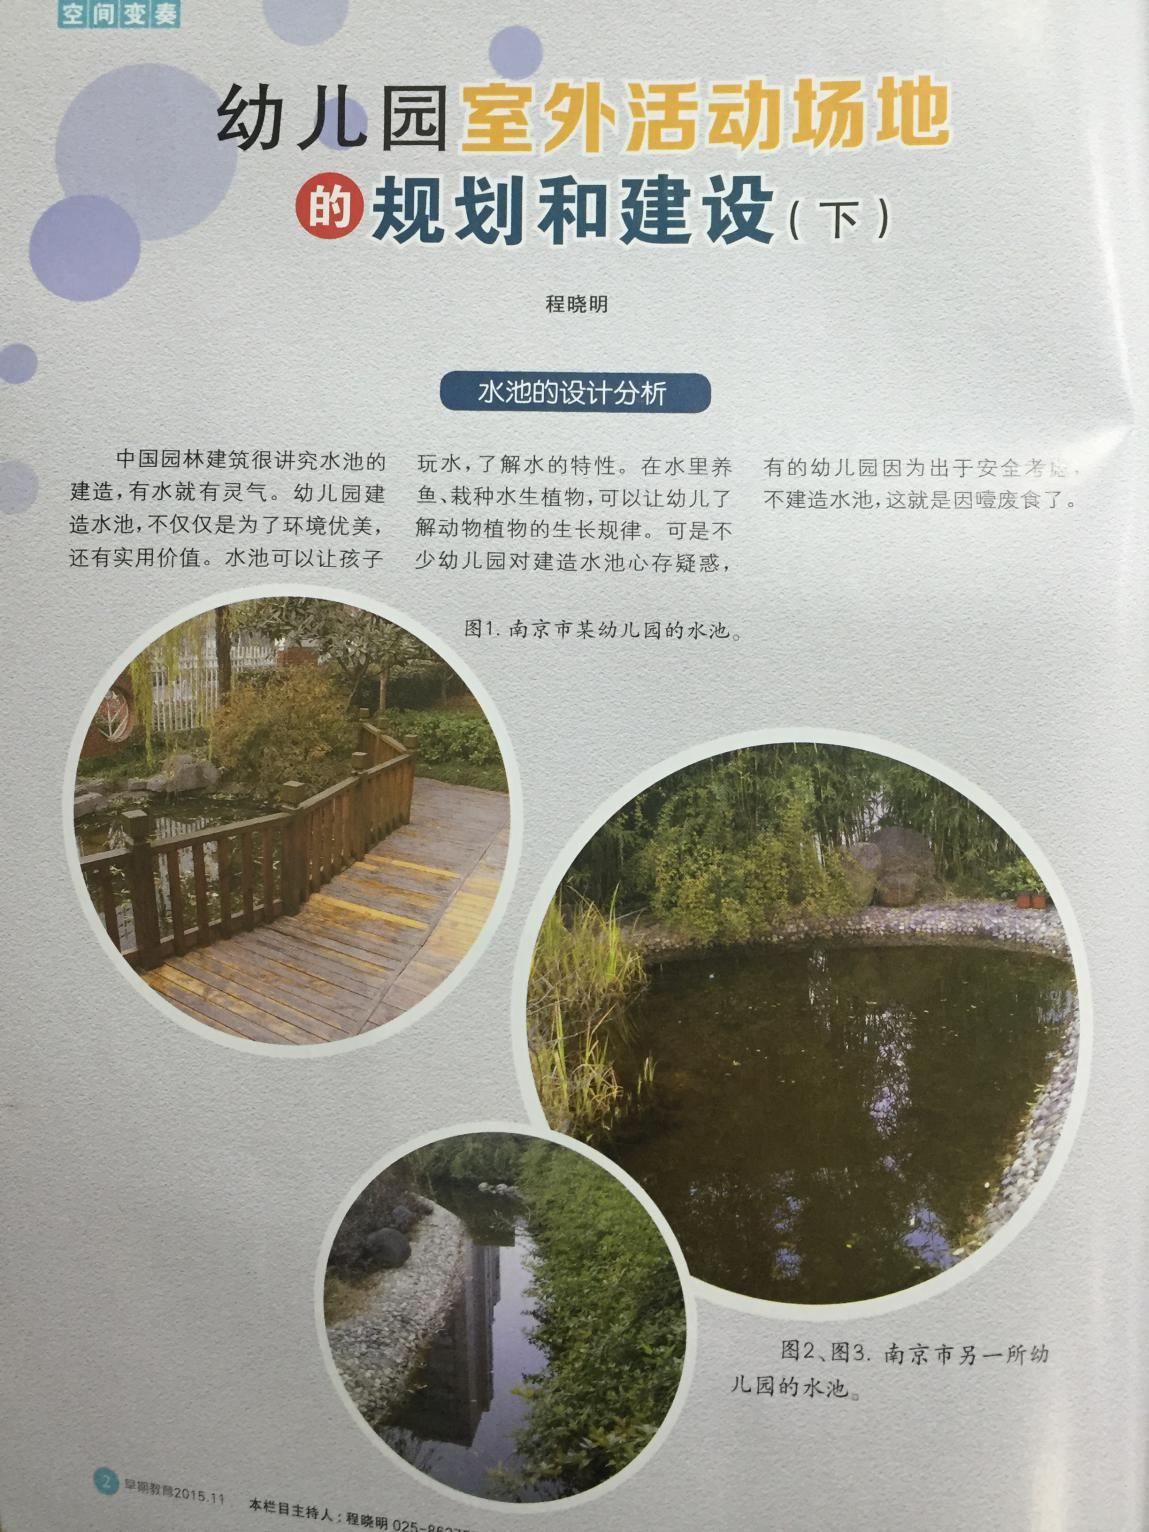 空间变奏
幼儿园室外活动场地
的规划和建设(下)
程晓明
水池的设计分析
中国园林建筑很讲究水池的
建造,有水就有灵气。幼儿园建
造水池,不仅仅是为了环境优美,
还有实用价值。水池可以让孩子
玩水,了解水的特性。在水里养
鱼、栽种水生植物,可以让幼儿了
解动物植物的生长规律。可是不
少幼儿园对建造水池心存疑惑,
有的幼儿园因为出于安全考虑,
不建造水池,这就是因噎废食了。
图1.南京市某幼儿园的水池。
图2、图3.南京市另一所幼
儿园的水池。
2 早期教育2015.11
本栏目主持人:程晓明 025-8627